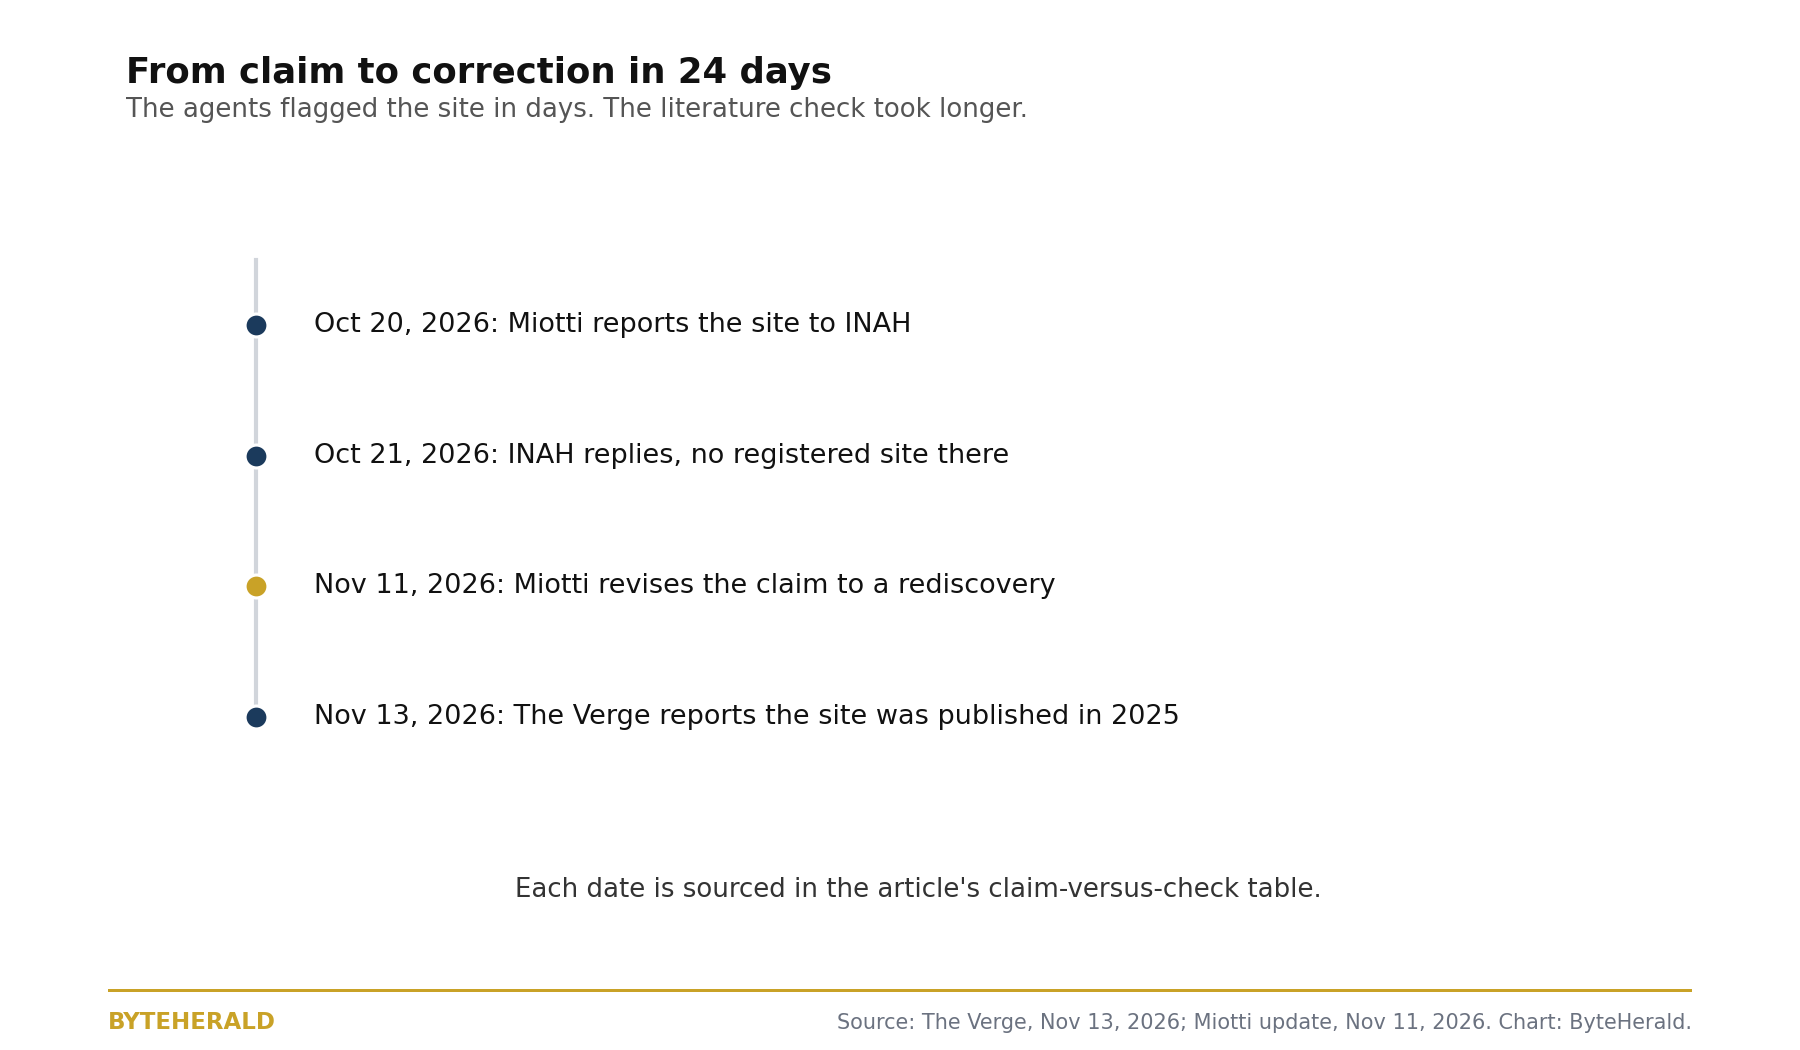 From claim to correction in 24 days
The agents flagged the site in days. The literature check took longer.
Oct 20, 2026: Miotti reports the site to INAH
Oct 21, 2026: INAH replies, no registered site there
Nov 11, 2026: Miotti revises the claim to a rediscovery
Nov 13, 2026: The Verge reports the site was published in 2025
Each date is sourced in the article's claim-versus-check table.
BYTEHERALD
Source: The Verge, Nov 13, 2026; Miotti update, Nov 11, 2026. Chart: ByteHerald.